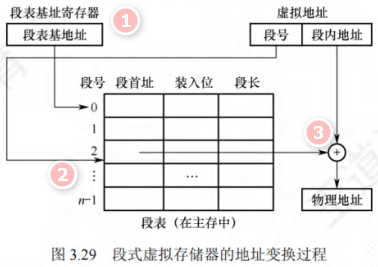 段表基址寄存器
段表基地址
1
虚拟地址
段号 段内地址
段号 段首址 装入位 段长
0
1
2
3
+
2
⋮ …
n-1
物理地址
段表（在主存中）
图 3.29 段式虚拟存储器的地址变换过程